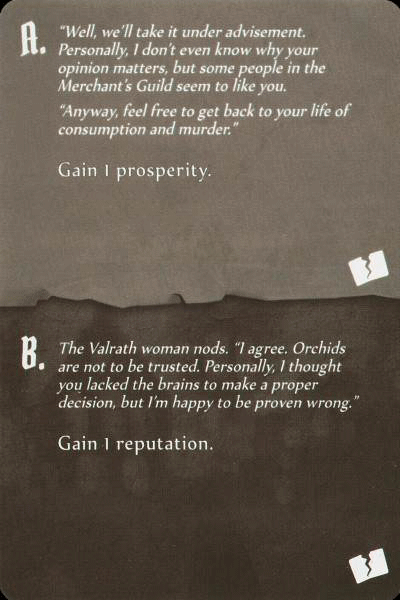 A.
“Well, we’ll take it under advisement.
Personally, I don’t even know why your
opinion matters, but some people in the
Merchant’s Guild seem to like you.
“Anyway, feel free to get back to your life of
consumption and murder.”
Gain 1 prosperity.
B.
The Valrath woman nods. “I agree. Orchids
are not to be trusted. Personally, I thought
you lacked the brains to make a proper
decision, but I’m happy to be proven wrong.”
Gain 1 reputation.